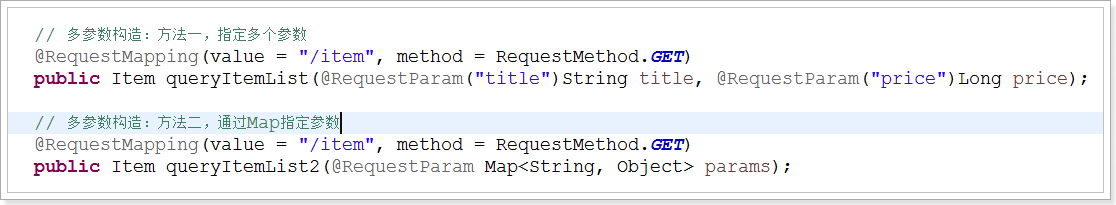 // 多参数构造：方法一，指定多个参数
@RequestMapping(value = "/item", method = RequestMethod.GET)
public Item queryItemList(@RequestParam("title")String title, @RequestParam("price")Long price);
// 多参数构造：方法二，通过Map指定参数
@RequestMapping(value = "/item", method = RequestMethod.GET)
public Item queryItemList2(@RequestParam Map<String, Object> params);